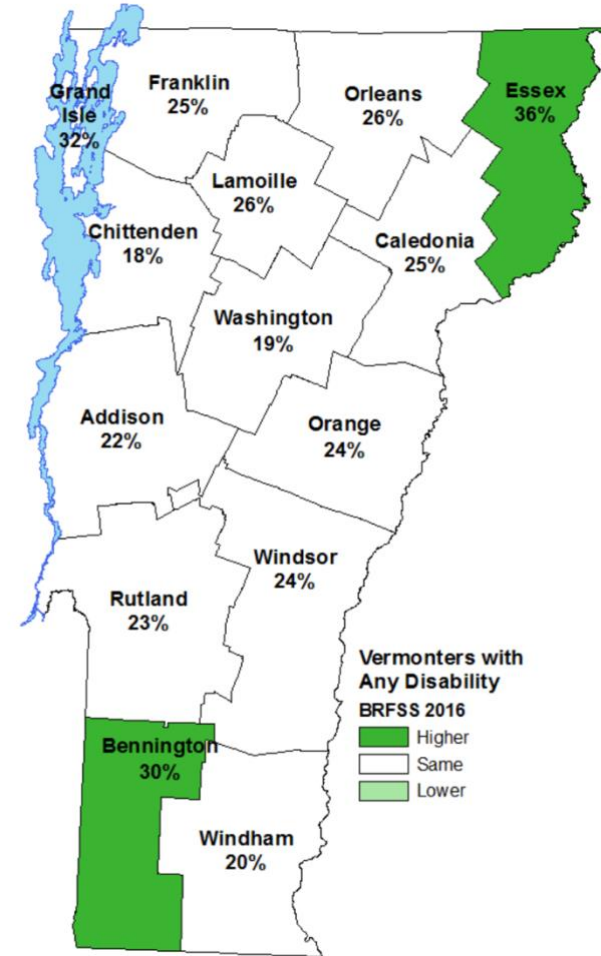 Grand
Isle
32%
Franklin
25%
Orleans
26%
Essex
36%
Lamoille
26%
Chittenden
18%
Caledonia
25%
Washington
19%
Addison
22%
Orange
24%
Windsor
24%
Rutland
23%
Bennington
30%
Windham
20%
Vermonters with
Any Disability
BRFSS 2016
Higher
Same
Lower